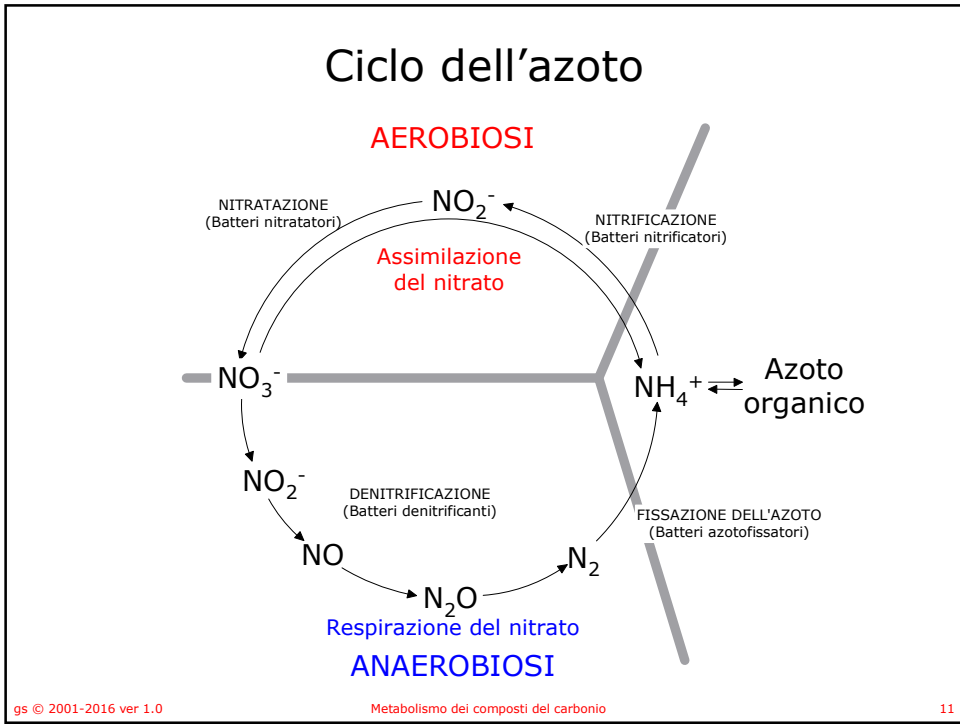 Ciclo dell'azoto
AEROBIOSI
NITRATAZIONE
(Batteri nitratatori)
NO₂⁻
NITRIFICAZIONE
(Batteri nitrificatori)
Assimilazione
del nitrato
NO₃⁻
NH₄⁺
Azoto
organico
NO₂⁻
DENITRIFICAZIONE
(Batteri denitrificanti)
FISSAZIONE DELL'AZOTO
(Batteri azotofissatori)
NO
N₂
N₂O
Respirazione del nitrato
ANAEROBIOSI
gs © 2001-2016 ver 1.0
Metabolismo dei composti del carbonio
11